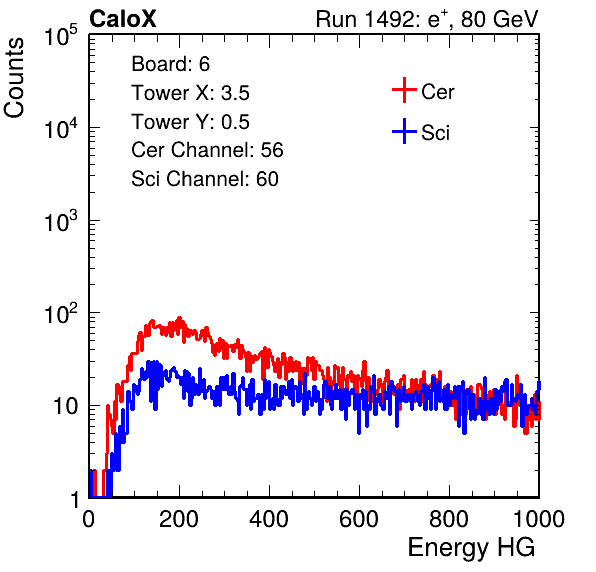 CaloX Run 1492: e⁺, 80 GeV
Board: 6
Tower X: 3.5
Tower Y: 0.5
Cer Channel: 56
Sci Channel: 60
Cer
Sci
Counts
10⁵
10⁴
10³
10²
10
1
0 200 400 600 800 1000
Energy HG